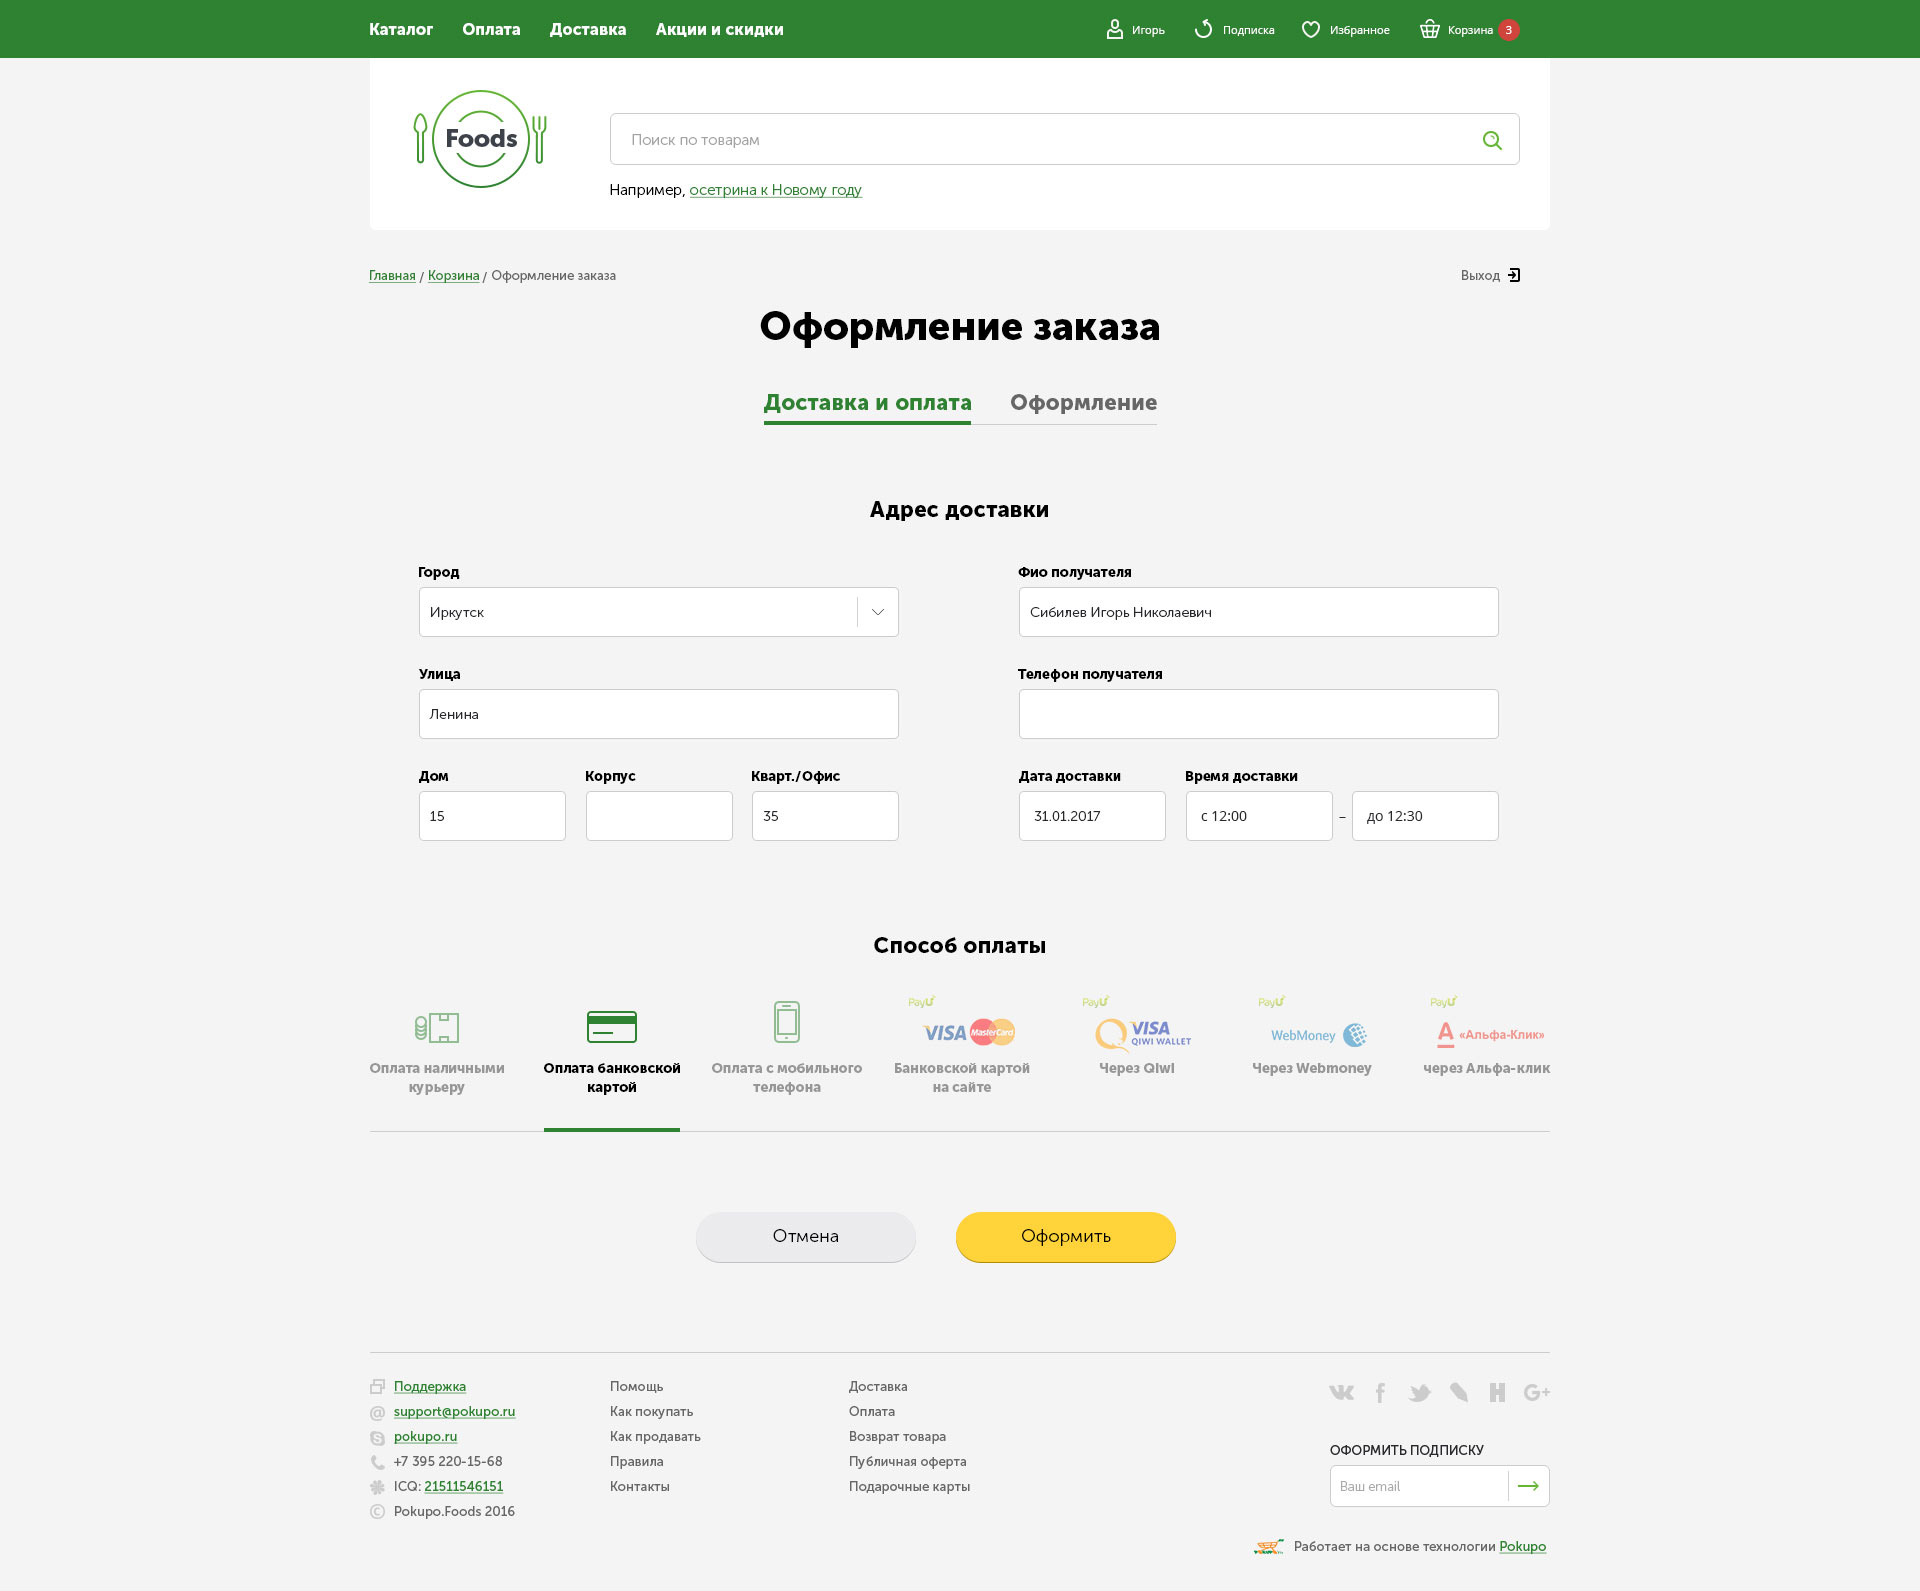 Каталог Оплата Доставка Акции и скидки Игорь Подписка Избранное Корзина 3
Foods
Поиск по товарам
Например, осетрина к Новому году
Главная / Корзина / Оформление заказа Выход
Оформление заказа
Доставка и оплата Оформление
Адрес доставки
Город Фио получателя
Иркутск Сибилев Игорь Николаевич
Улица Телефон получателя
Ленина
Дом Корпус Кварт./Офис Дата доставки Время доставки
15 35 31.01.2017 с 12:00 – до 12:30
Способ оплаты
PayU PayU PayU PayU
VISA MasterCard VISA QIWI WALLET WebMoney А «Альфа-Клик»
Оплата наличными Оплата банковской Оплата с мобильного Банковской картой Через Qiwi Через Webmoney через Альфа-клик
курьеру картой телефона на сайте
Отмена Оформить
Поддержка Помощь Доставка
support@pokupo.ru Как покупать Оплата
pokupo.ru Как продавать Возврат товара
+7 395 220-15-68 Правила Публичная оферта
ICQ: 21511546151 Контакты Подарочные карты
© Pokupo.Foods 2016
ОФОРМИТЬ ПОДПИСКУ
Ваш email
Работает на основе технологии Pokupo